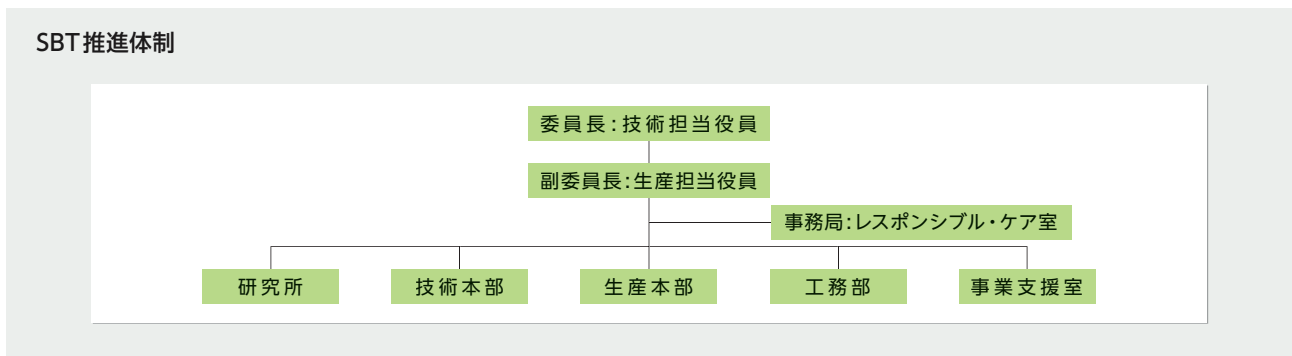 SBT推進体制
委員長:技術担当役員
副委員長:生産担当役員
事務局:レスポンシブル・ケア室
研究所
技術本部
生産本部
工務部
事業支援室